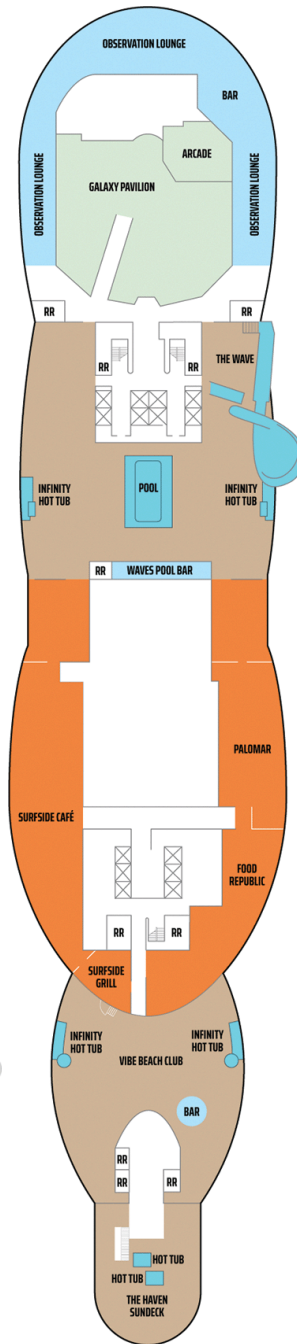 OBSERVATION LOUNGE
BAR
ARCADE
GALAXY PAVILION
OBSERVATION LOUNGE
OBSERVATION LOUNGE
RR
RR
THE WAVE
RR
RR
INFINITY
HOT TUB
POOL
INFINITY
HOT TUB
RR
WAVES POOL BAR
PALOMAR
SURFSIDE CAFÉ
FOOD
REPUBLIC
RR
RR
SURFSIDE
GRILL
INFINITY
HOT TUB
INFINITY
HOT TUB
VIBE BEACH CLUB
BAR
RR
RR
RR
HOT TUB
HOT TUB
THE HAVEN
SUNDECK